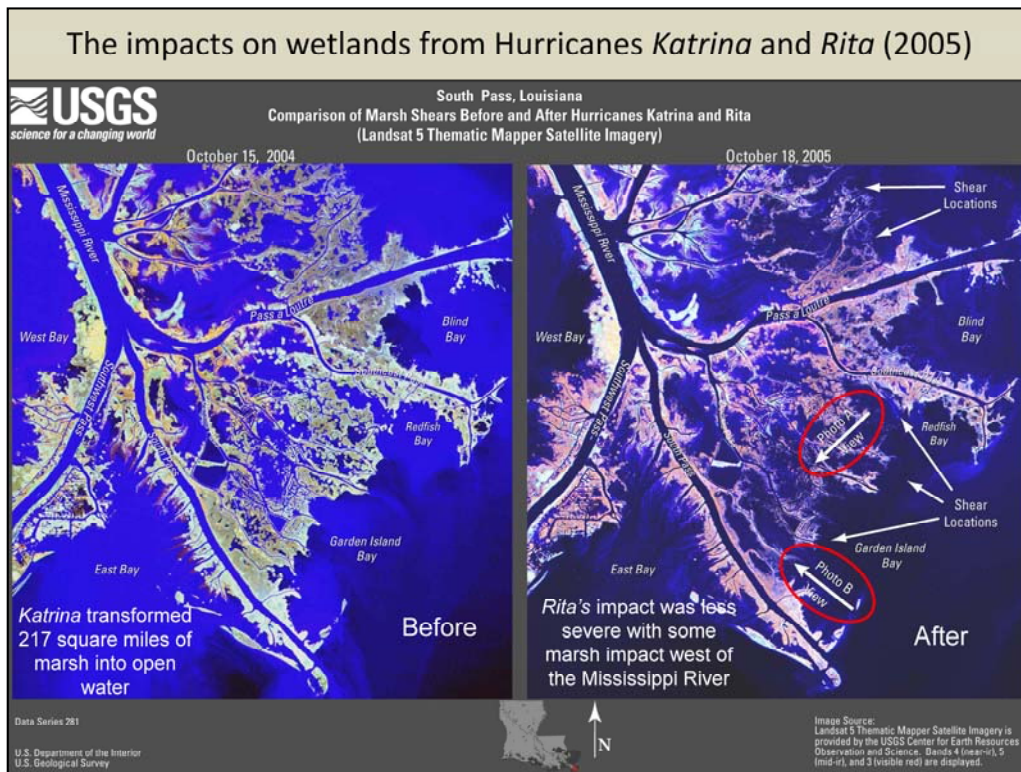 The impacts on wetlands from Hurricanes Katrina and Rita (2005)
USGS
science for a changing world
South Pass, Louisiana
Comparison of Marsh Shears Before and After Hurricanes Katrina and Rita
(Landsat 5 Thematic Mapper Satellite Imagery)
October 15, 2004
Mississippi River
West Bay
Southwest Pass
South Pass
Pass a Loutre
Southeast Pass
Blind
Bay
Redfish
Bay
Garden Island
Bay
East Bay
Katrina transformed
217 square miles of
marsh into open
water
Before
October 18, 2005
Shear
Locations
Mississippi River
West Bay
Southwest Pass
South Pass
Pass a Loutre
Southeast Pass
Blind
Bay
Redfish
Bay
Photo A
View
Shear
Locations
Garden Island
Bay
Photo B
View
East Bay
Rita's impact was less
severe with some
marsh impact west of
the Mississippi River
After
Data Series 281
U.S. Department of the Interior
U.S. Geological Survey
N
Image Source:
Landsat 5 Thematic Mapper Satellite Imagery is
provided by the USGS Center for Earth Resources
Observation and Science. Bands 4 (near-ir), 5
(mid-ir), and 3 (visible red) are displayed.